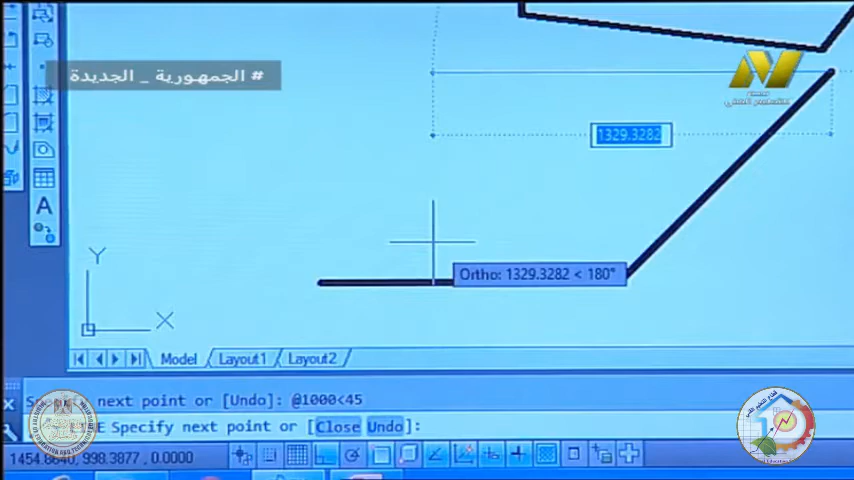 # الجمهورية _ الجديدة
1329.3282
Ortho: 1329.3282 < 180°
Y
X
A
Model
Layout1
Layout2
next point or [Undo]: @1000<45
Specify next point or [Close Undo]:
1454.8640, 998.3877 , 0.0000